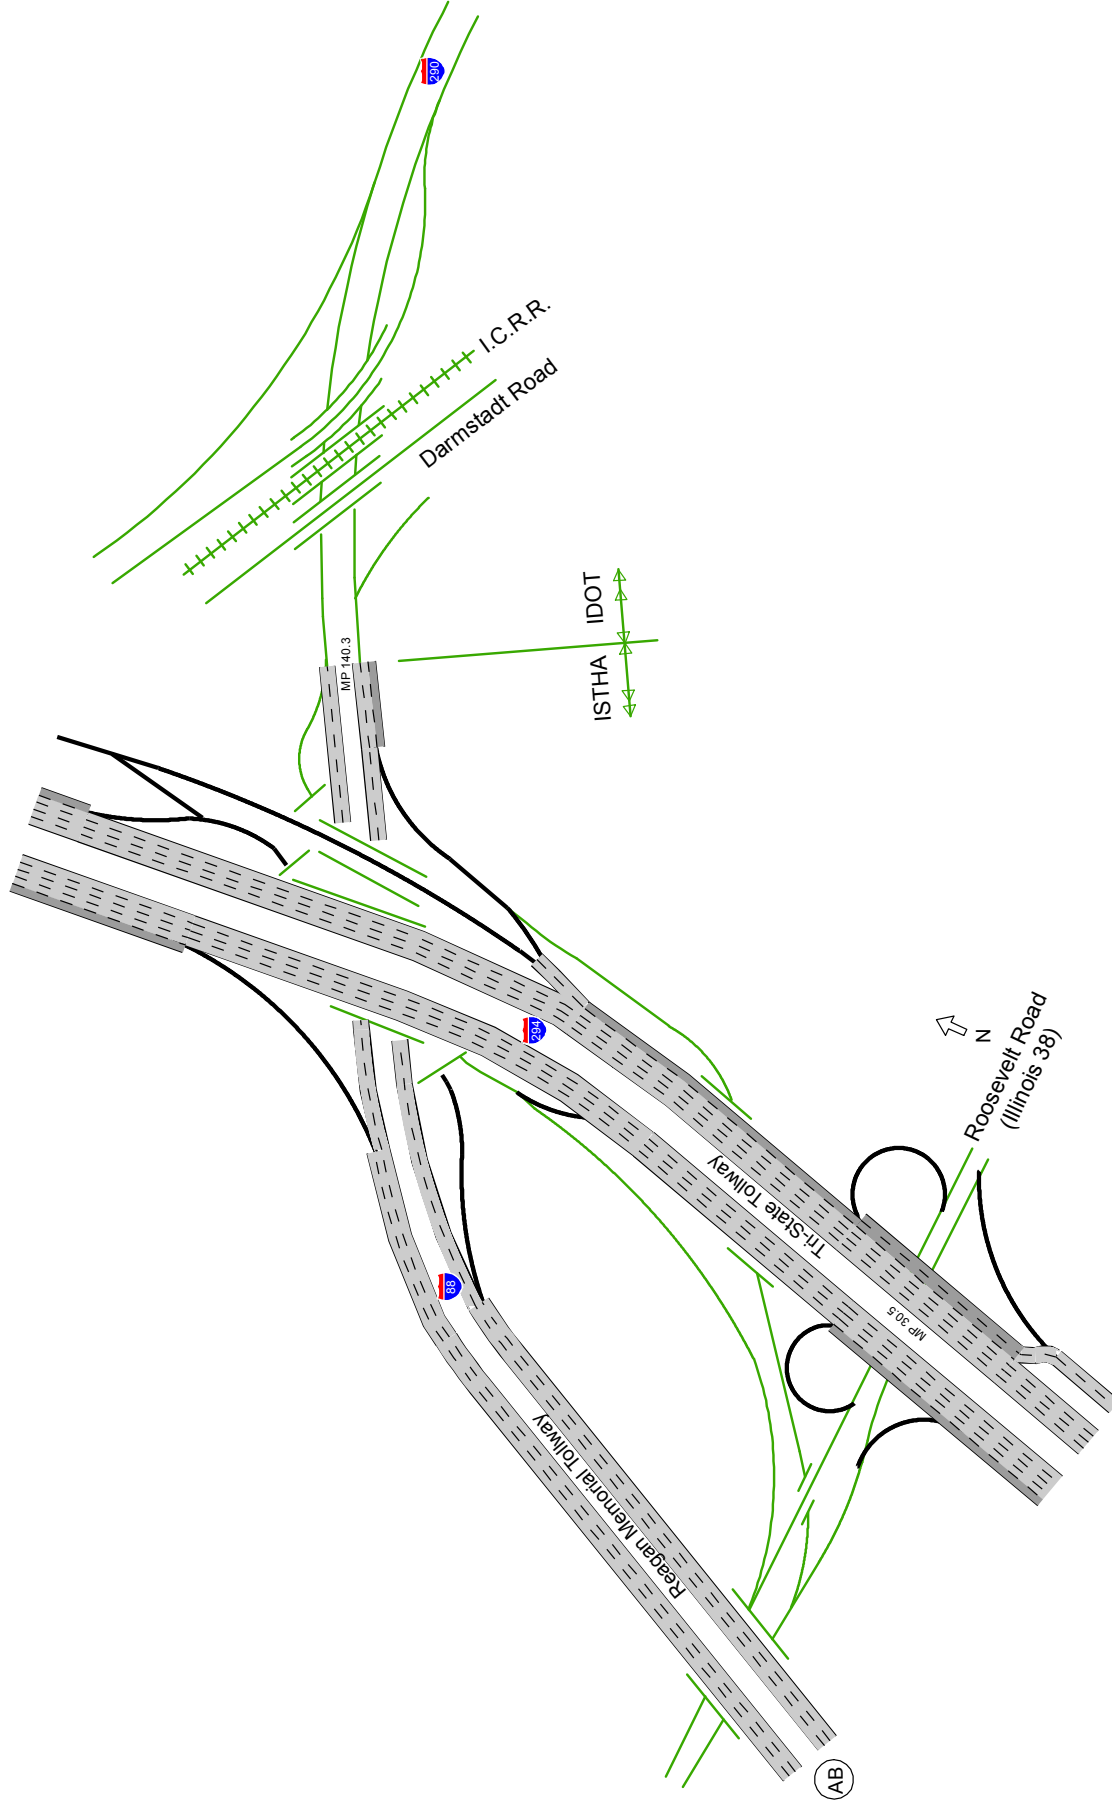 290
I.C.R.R.
Darmstadt Road
IDOT
ISTHA
MP 140.3
294
N
Roosevelt Road
(Illinois 38)
Tri-State Tollway
MP 30.5
88
Reagan Memorial Tollway
AB